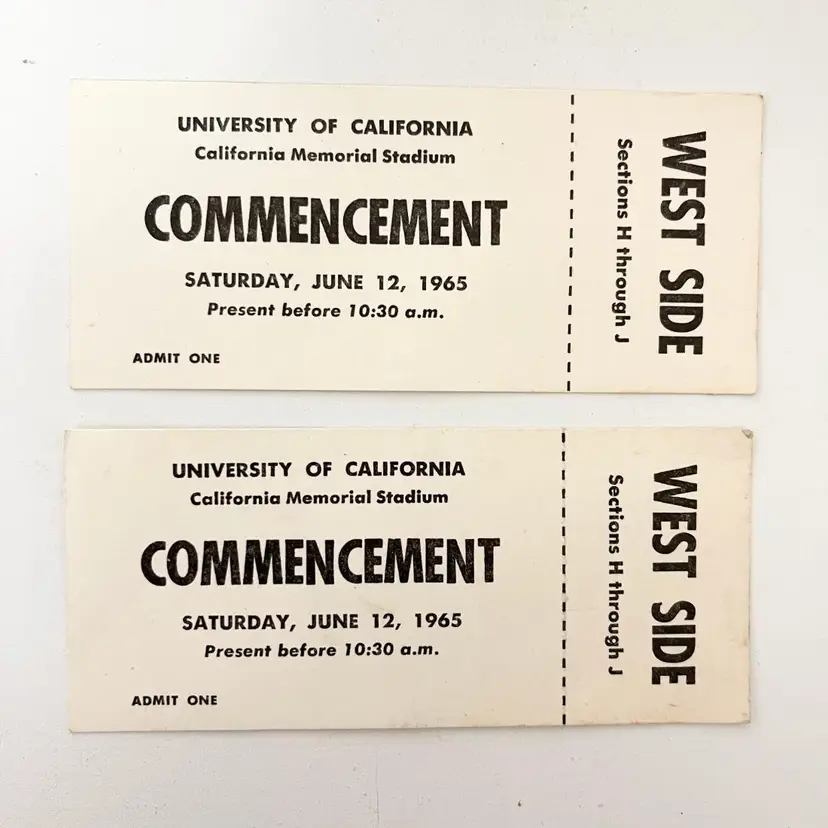 UNIVERSITY OF CALIFORNIA
California Memorial Stadium
COMMENCEMENT
SATURDAY, JUNE 12, 1965
Present before 10:30 a.m.
ADMIT ONE
WEST SIDE
Sections H through J
UNIVERSITY OF CALIFORNIA
California Memorial Stadium
COMMENCEMENT
SATURDAY, JUNE 12, 1965
Present before 10:30 a.m.
ADMIT ONE
WEST SIDE
Sections H through J